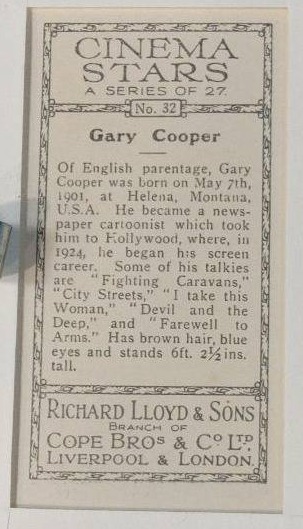 CINEMA
STARS
A SERIES OF 27.
No. 32
Gary Cooper
Of English parentage, Gary
Cooper was born on May 7th,
1901, at Helena, Montana,
U.S.A. He became a news-
paper cartoonist which took
him to Hollywood, where, in
1924, he began his screen
career. Some of his talkies
are "Fighting Caravans,"
"City Streets," "I take this
Woman," "Devil and the
Deep," and "Farewell to
Arms." Has brown hair, blue
eyes and stands 6ft. 2½ins.
tall.
RICHARD LLOYD & SONS
BRANCH OF
COPE BROS & CO LTD.
LIVERPOOL & LONDON.